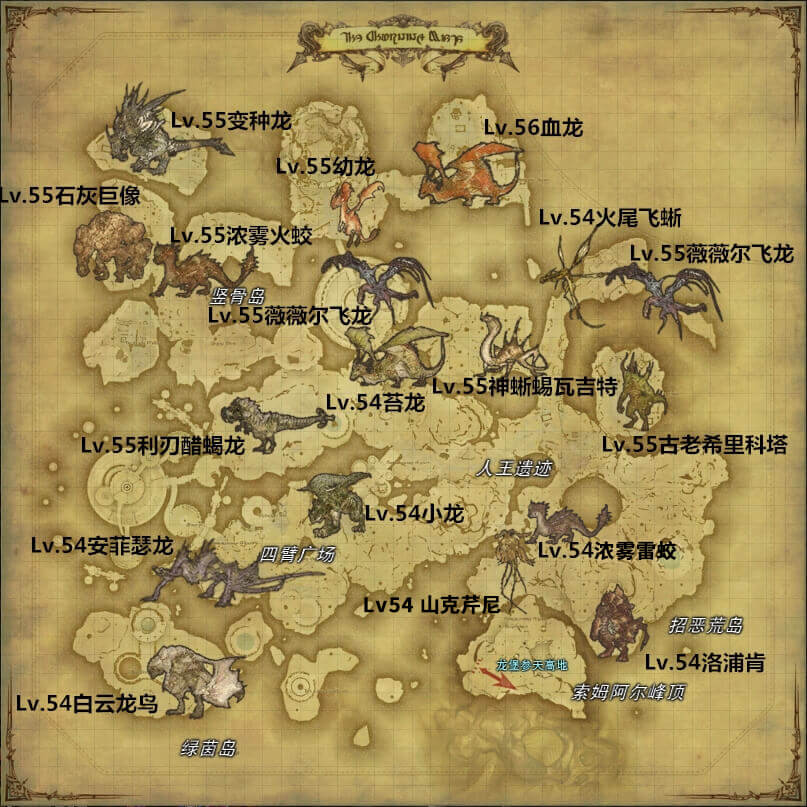 The Churning Mists
Lv.55变种龙
Lv.56血龙
Lv.55幼龙
Lv.55石灰巨像
Lv.54火尾飞蜥
Lv.55浓雾火蛟
Lv.55薇薇尔飞龙
竖骨岛
Lv.55薇薇尔飞龙
Lv.55神蜥蜴瓦吉特
Lv.54苔龙
Lv.55利刃醋蝎龙
Lv.55古老希里科塔
人王遗迹
Lv.54小龙
Lv.54安菲瑟龙
四臂广场
Lv.54浓雾雷蛟
Lv54 山克芹尼
招恶荒岛
龙堡参天高地
Lv.54洛浦肯
索姆阿尔峰顶
Lv.54白云龙鸟
绿茵岛